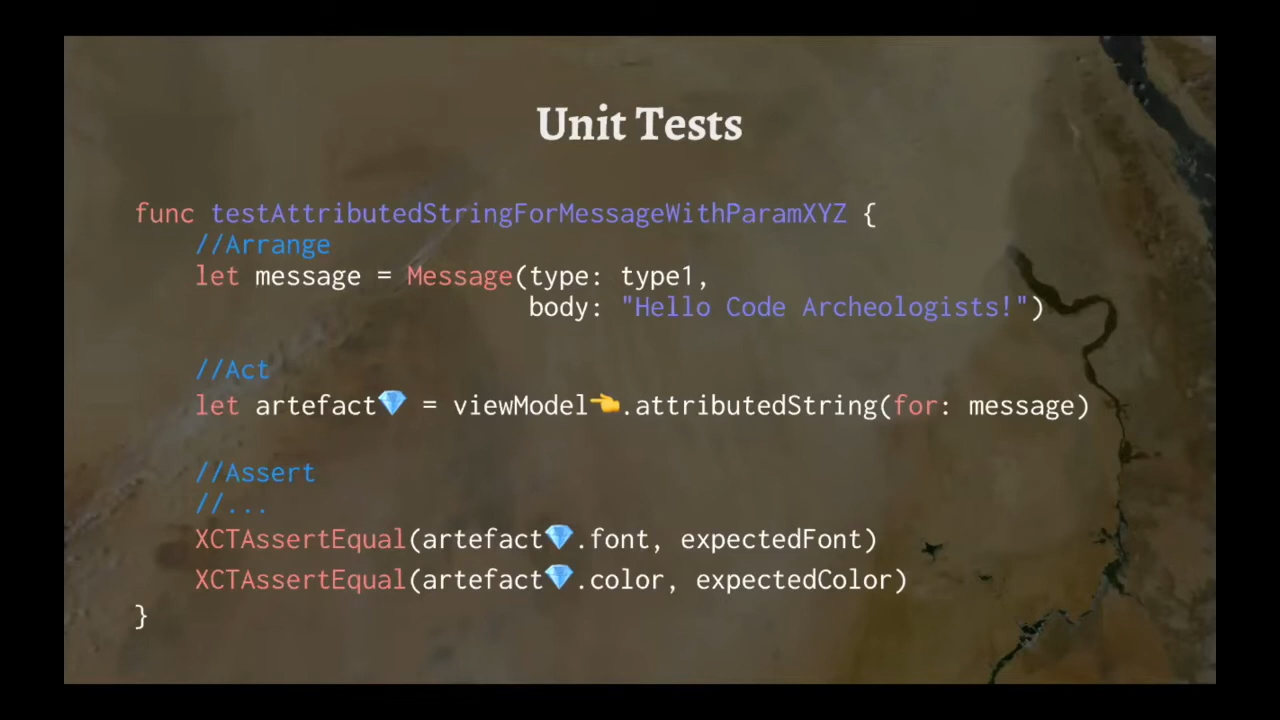 Unit Tests
func testAttributedStringForMessageWithParamXYZ {
//Arrange
let message = Message(type: type1,
body: "Hello Code Archeologists!")
//Act
let artefact💎 = viewModel👈.attributedString(for: message)
//Assert
//...
XCTAssertEqual(artefact💎.font, expectedFont)
XCTAssertEqual(artefact💎.color, expectedColor)
}